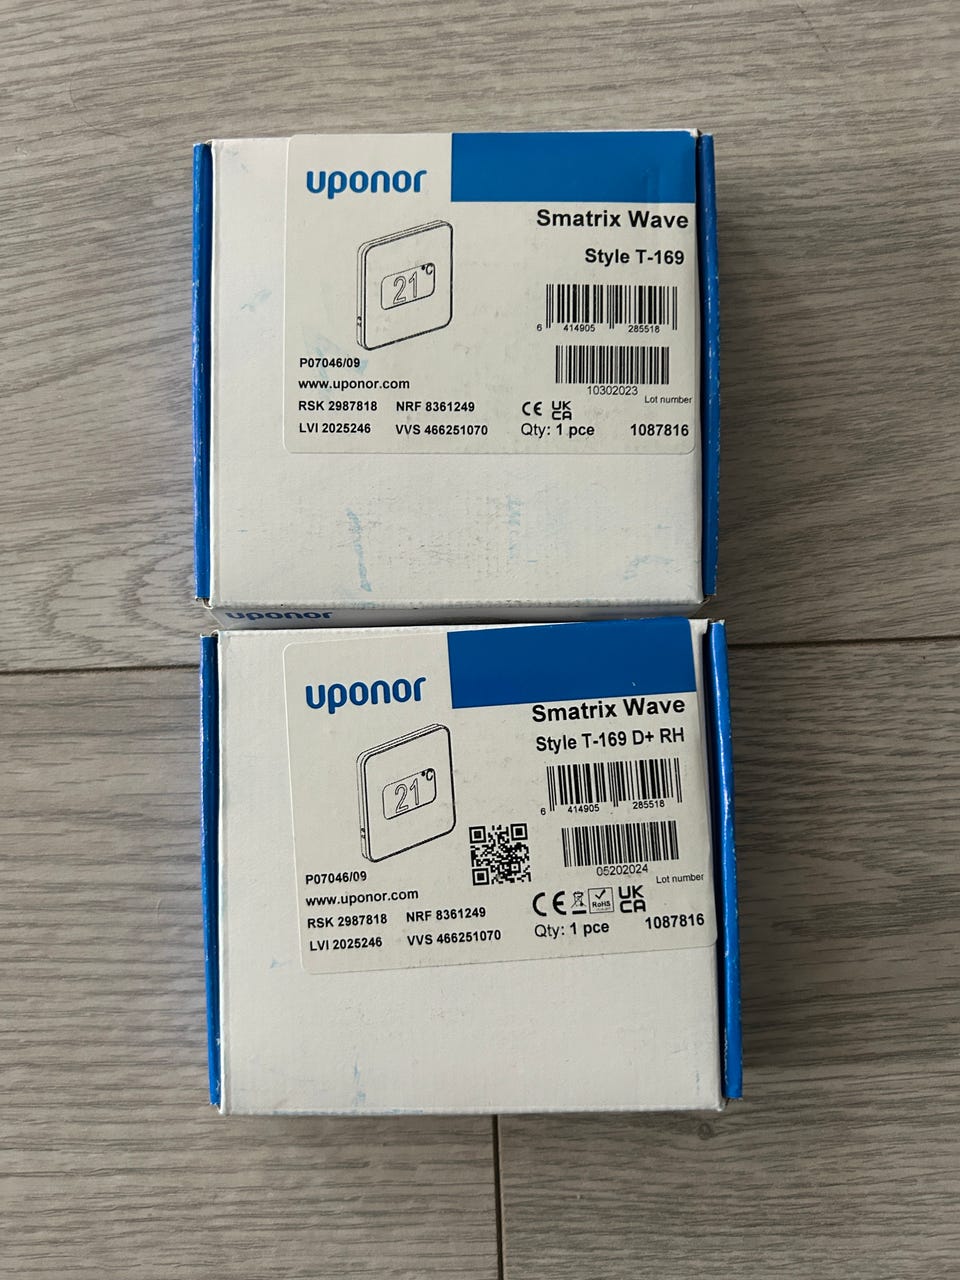 uponor
Smatrix Wave
Style T-169
21°C
6 414905 285518
P07046/09
www.uponor.com
10302023
Lot number
RSK 2987818 NRF 8361249
CE UK CA
LVI 2025246 VVS 466251070
Qty: 1 pce 1087816
uponor
uponor
Smatrix Wave
Style T-169 D+ RH
21°C
6 414905 285518
P07046/09
05202024
www.uponor.com
Lot number
RSK 2987818 NRF 8361249
CE RoHS UK CA
LVI 2025246 VVS 466251070
Qty: 1 pce 1087816